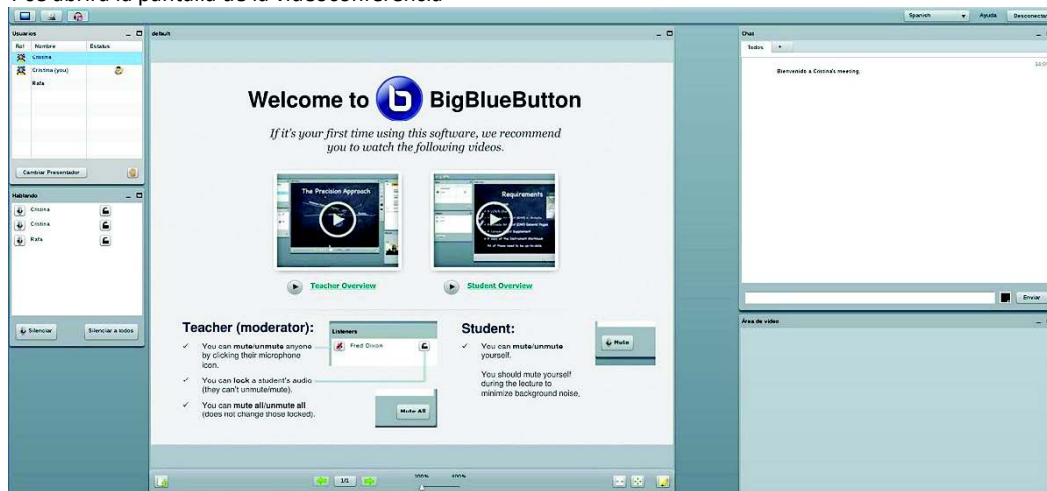 Y se abrirá la pantalla de la videoconferencia
Spanish Ayuda Desconectar
Usuarios
Rol Nombre Estatus
Cristina
Cristina (you)
Rafa
Cambiar Presentador
Hablando
Cristina
Cristina
Rafa
Silenciar Silenciar a todos
default
Welcome to b BigBlueButton
If it's your first time using this software, we recommend
you to watch the following videos.
The Precision Approach
Requirements
Teacher Overview Student Overview
Teacher (moderator):
You can mute/unmute anyone
by clicking their microphone
icon.
You can lock a student's audio
(they can't unmute/mute).
You can mute all/unmute all
(does not change those locked).
Listeners
Fred Dixon
Mute All
Student:
You can mute/unmute
yourself.
You should mute yourself
during the lecture to
minimize background noise.
Mute
1/1 100% 400%
Chat
Todos +
Bienvenido a Cristina's meeting.
Enviar
Área de video